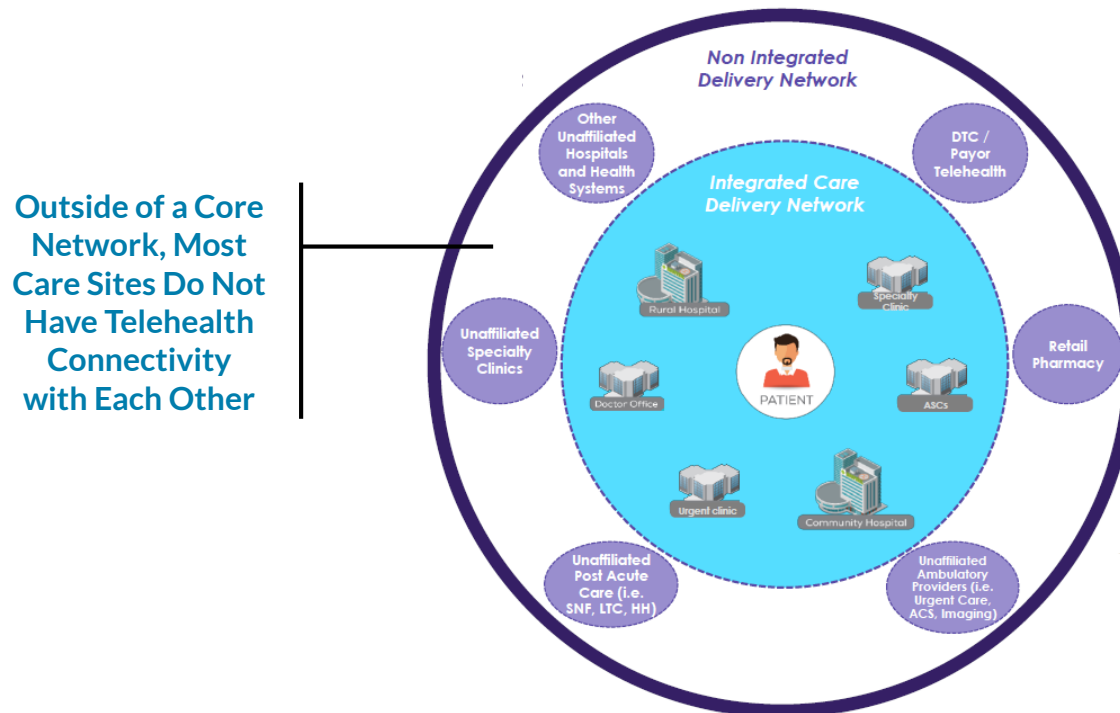 Outside of a Core
Network, Most
Care Sites Do Not
Have Telehealth
Connectivity
with Each Other
Non Integrated
Delivery Network
Other
Unaffiliated
Hospitals
and Health
Systems
DTC /
Payor
Telehealth
Integrated Care
Delivery Network
Rural Hospital
Specialty
Clinic
Unaffiliated
Specialty
Clinics
Doctor Office
PATIENT
ASCs
Retail
Pharmacy
Urgent clinic
Community Hospital
Unaffiliated
Post Acute
Care (i.e.
SNF, LTC, HH)
Unaffiliated
Ambulatory
Providers (i.e.
Urgent Care,
ACS, Imaging)